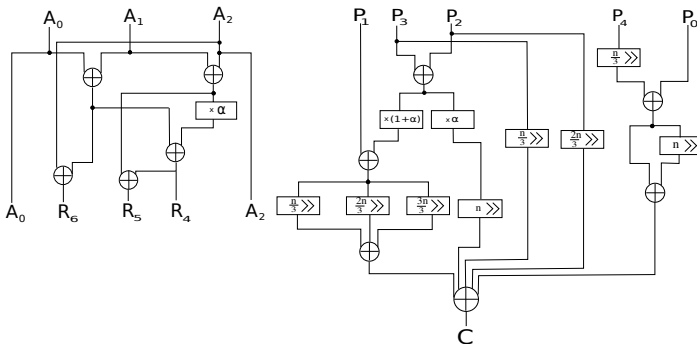 A₀ A₁ A₂ P₁ P₃ P₂ P₄ P₀
n/3 >>
×α ×(1+α) ×α
n/3 >> 2n/3 >> n >>
n/3 >> 2n/3 >> 3n/3 >> n >>
A₀ R₆ R₅ R₄ A₂
C